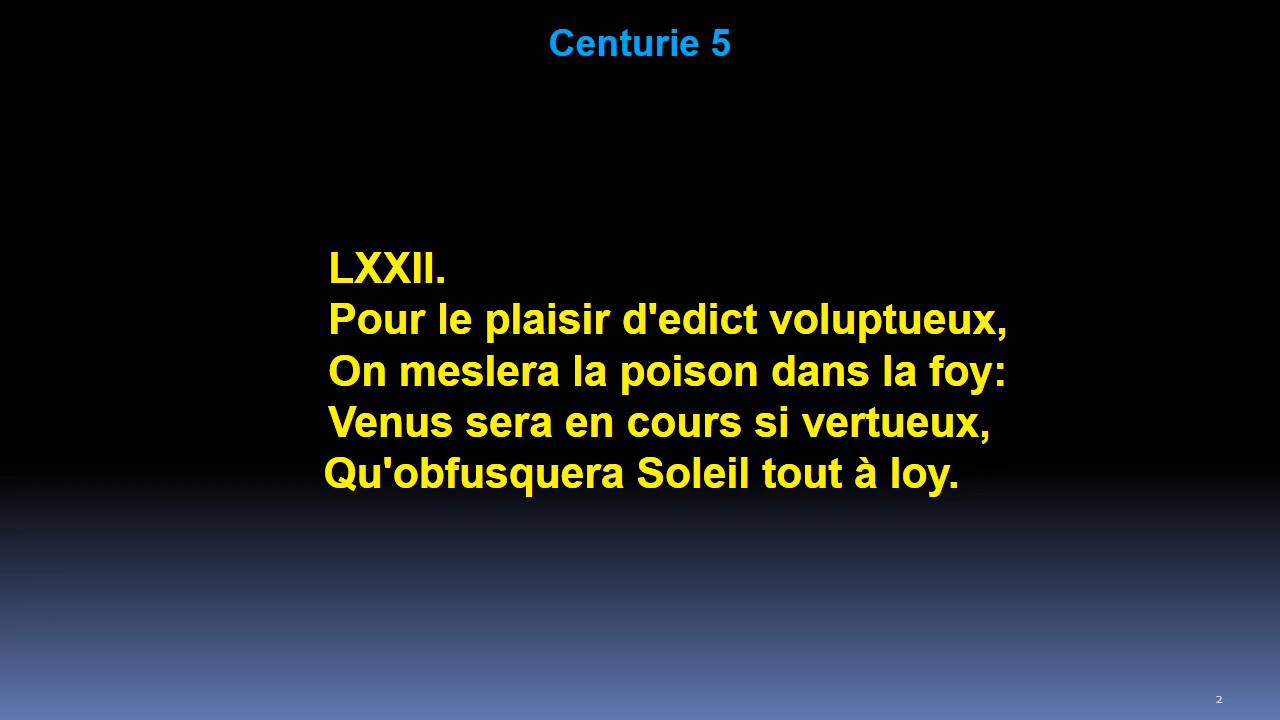 Centurie 5
LXXII.
Pour le plaisir d'edict voluptueux,
On meslera la poison dans la foy:
Venus sera en cours si vertueux,
Qu'obfusquera Soleil tout à loy.
2